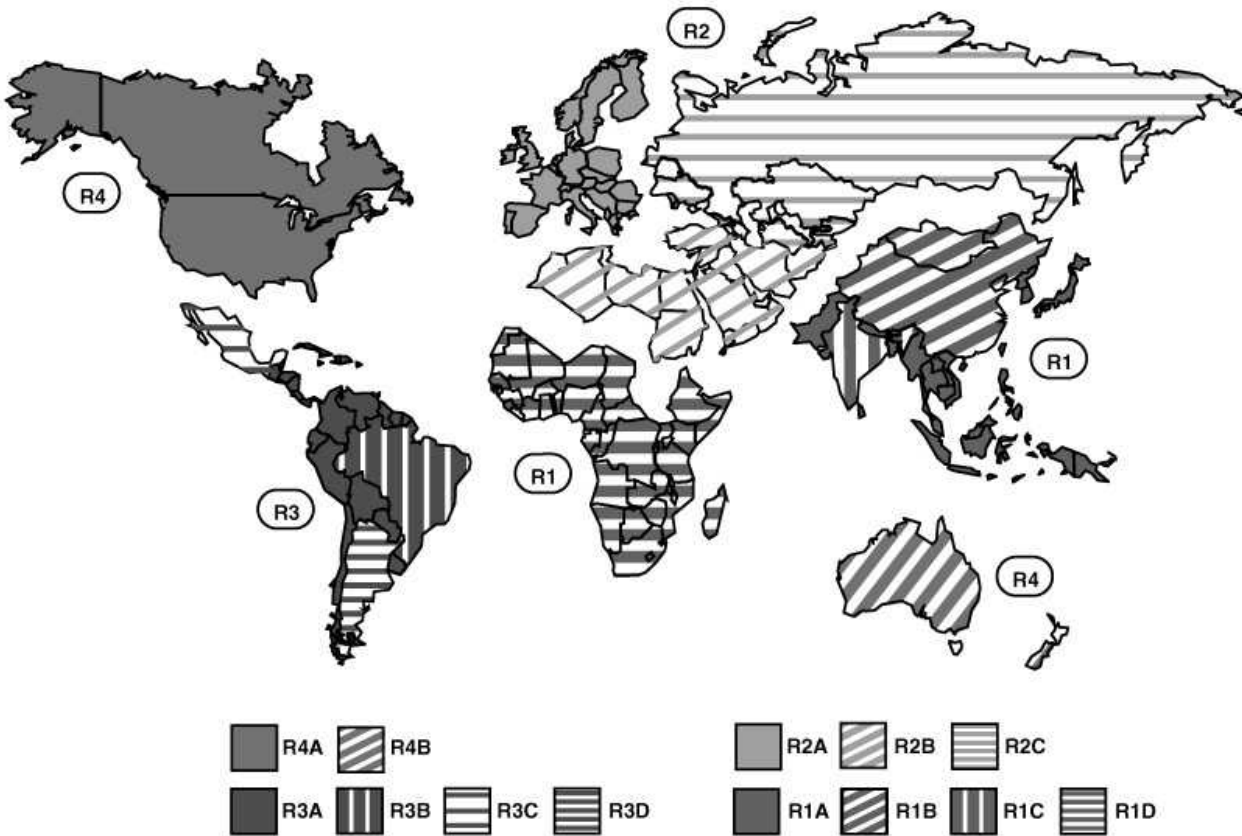 R2
R4
R1
R1
R3
R4
R4A R4B
R2A R2B R2C
R3A R3B R3C R3D
R1A R1B R1C R1D